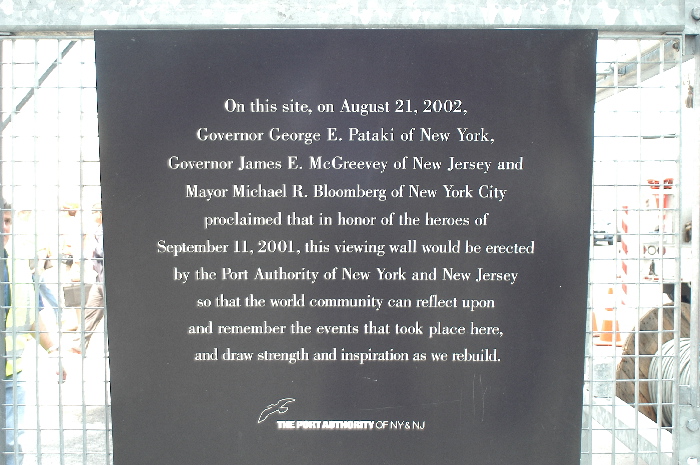 On this site, on August 21, 2002,
Governor George E. Pataki of New York,
Governor James E. McGreevey of New Jersey and
Mayor Michael R. Bloomberg of New York City
proclaimed that in honor of the heroes of
September 11, 2001, this viewing wall would be erected
by the Port Authority of New York and New Jersey
so that the world community can reflect upon
and remember the events that took place here,
and draw strength and inspiration as we rebuild.
THE PORT AUTHORITY OF NY & NJ